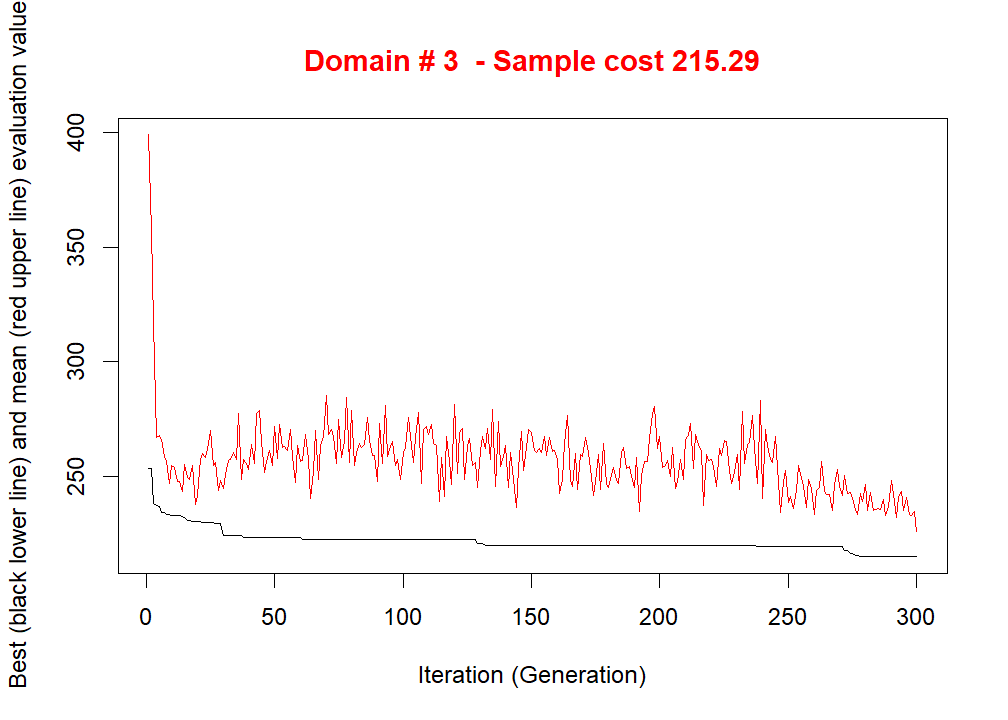 Domain # 3  - Sample cost 215.29
Best (black lower line) and mean (red upper line) evaluation value
400
350
300
250
0 50 100 150 200 250 300
Iteration (Generation)